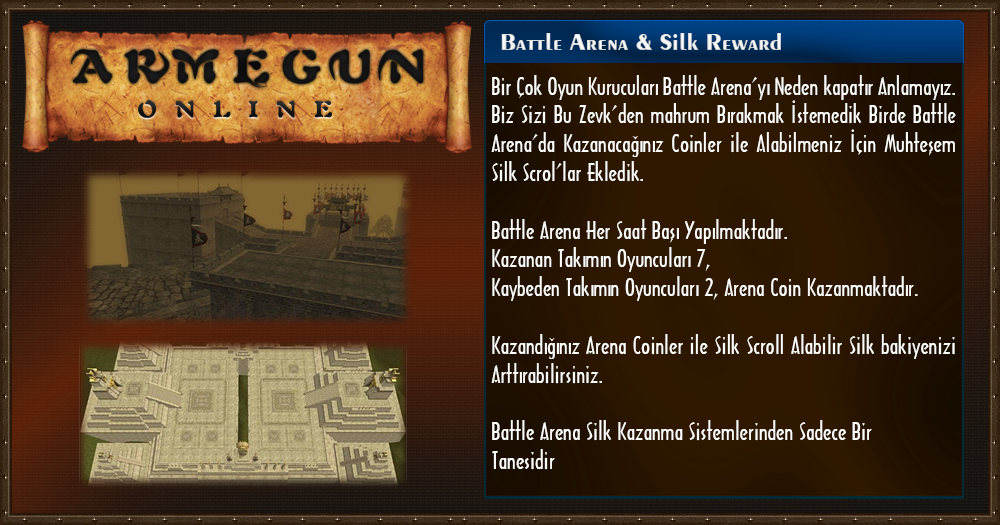 ARMEGUN
ONLINE
Battle Arena & Silk Reward
Bir Çok Oyun Kurucuları Battle Arena´yı Neden kapatır Anlamayız.
Biz Sizi Bu Zevk´den mahrum Bırakmak İstemedik Birde Battle
Arena´da Kazanacağınız Coinler ile Alabilmeniz İçin Muhteşem
Silk Scrol´lar Ekledik.
Battle Arena Her Saat Başı Yapılmaktadır.
Kazanan Takımın Oyuncuları 7,
Kaybeden Takımın Oyuncuları 2, Arena Coin Kazanmaktadır.
Kazandığınız Arena Coinler ile Silk Scroll Alabilir Silk bakiyenizi
Arttırabilirsiniz.
Battle Arena Silk Kazanma Sistemlerinden Sadece Bir
Tanesidir